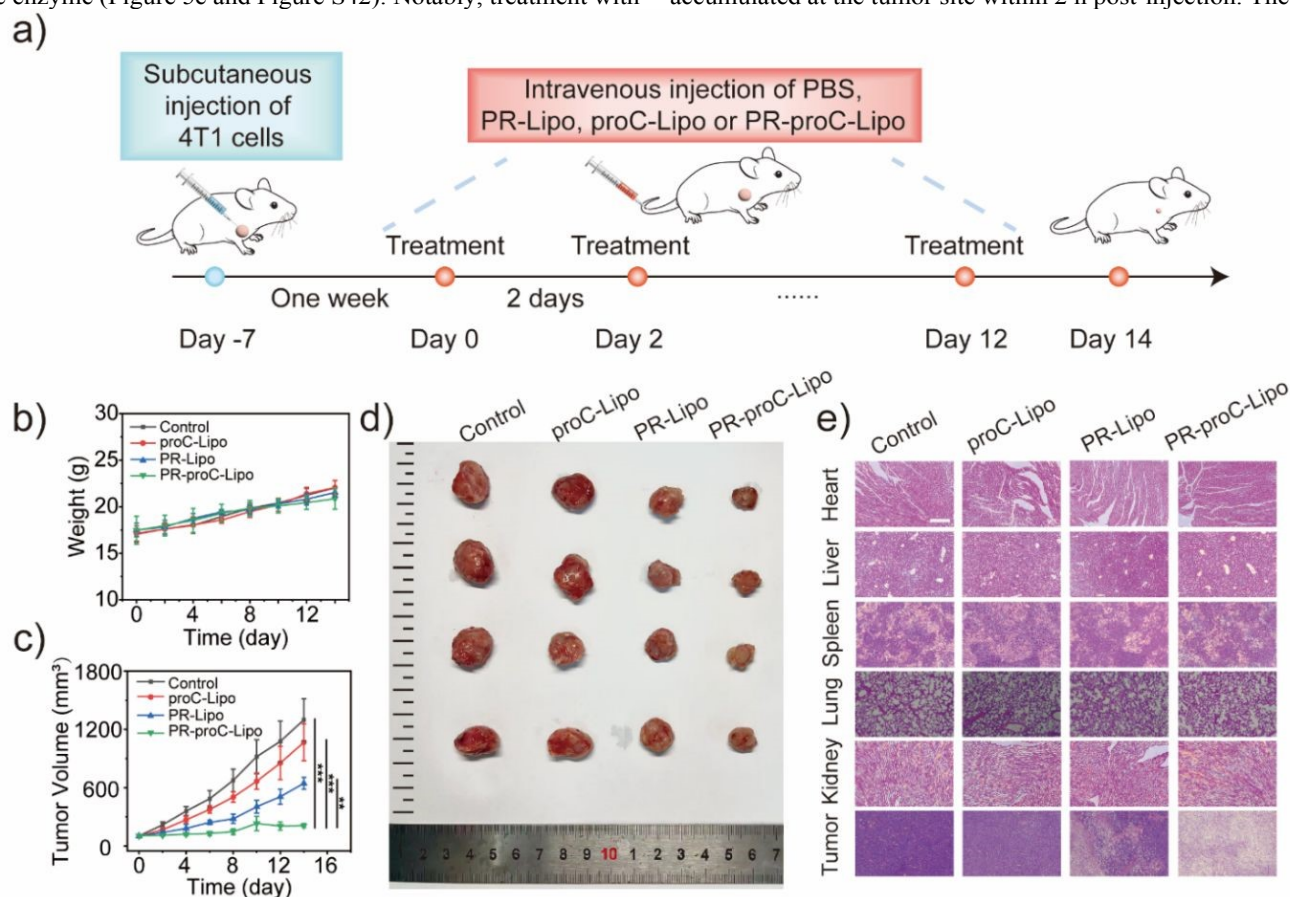 e enzyme (Figure 5c and Figure S42). Notably, treatment with accumulated at the tumor site within 2 h post-injection. The
a)
Subcutaneous
injection of
4T1 cells
Intravenous injection of PBS,
PR-Lipo, proC-Lipo or PR-proC-Lipo
Treatment Treatment Treatment
One week 2 days ......
Day -7 Day 0 Day 2 Day 12 Day 14
b)
30
25
20
15
10
Weight (g)
Control
proC-Lipo
PR-Lipo
PR-proC-Lipo
0 4 8 12
Time (day)
c)
1800
1200
600
0
Tumor Volume (mm³)
Control
proC-Lipo
PR-Lipo
PR-proC-Lipo
***
***
**
0 4 8 12 16
Time (day)
d)
Control proC-Lipo PR-Lipo PR-proC-Lipo
2 3 4 5 6 7 8 9 10 1 2 3 4 5 6 7
e)
Control proC-Lipo PR-Lipo PR-proC-Lipo
Heart
Liver
Spleen
Lung
Kidney
Tumor